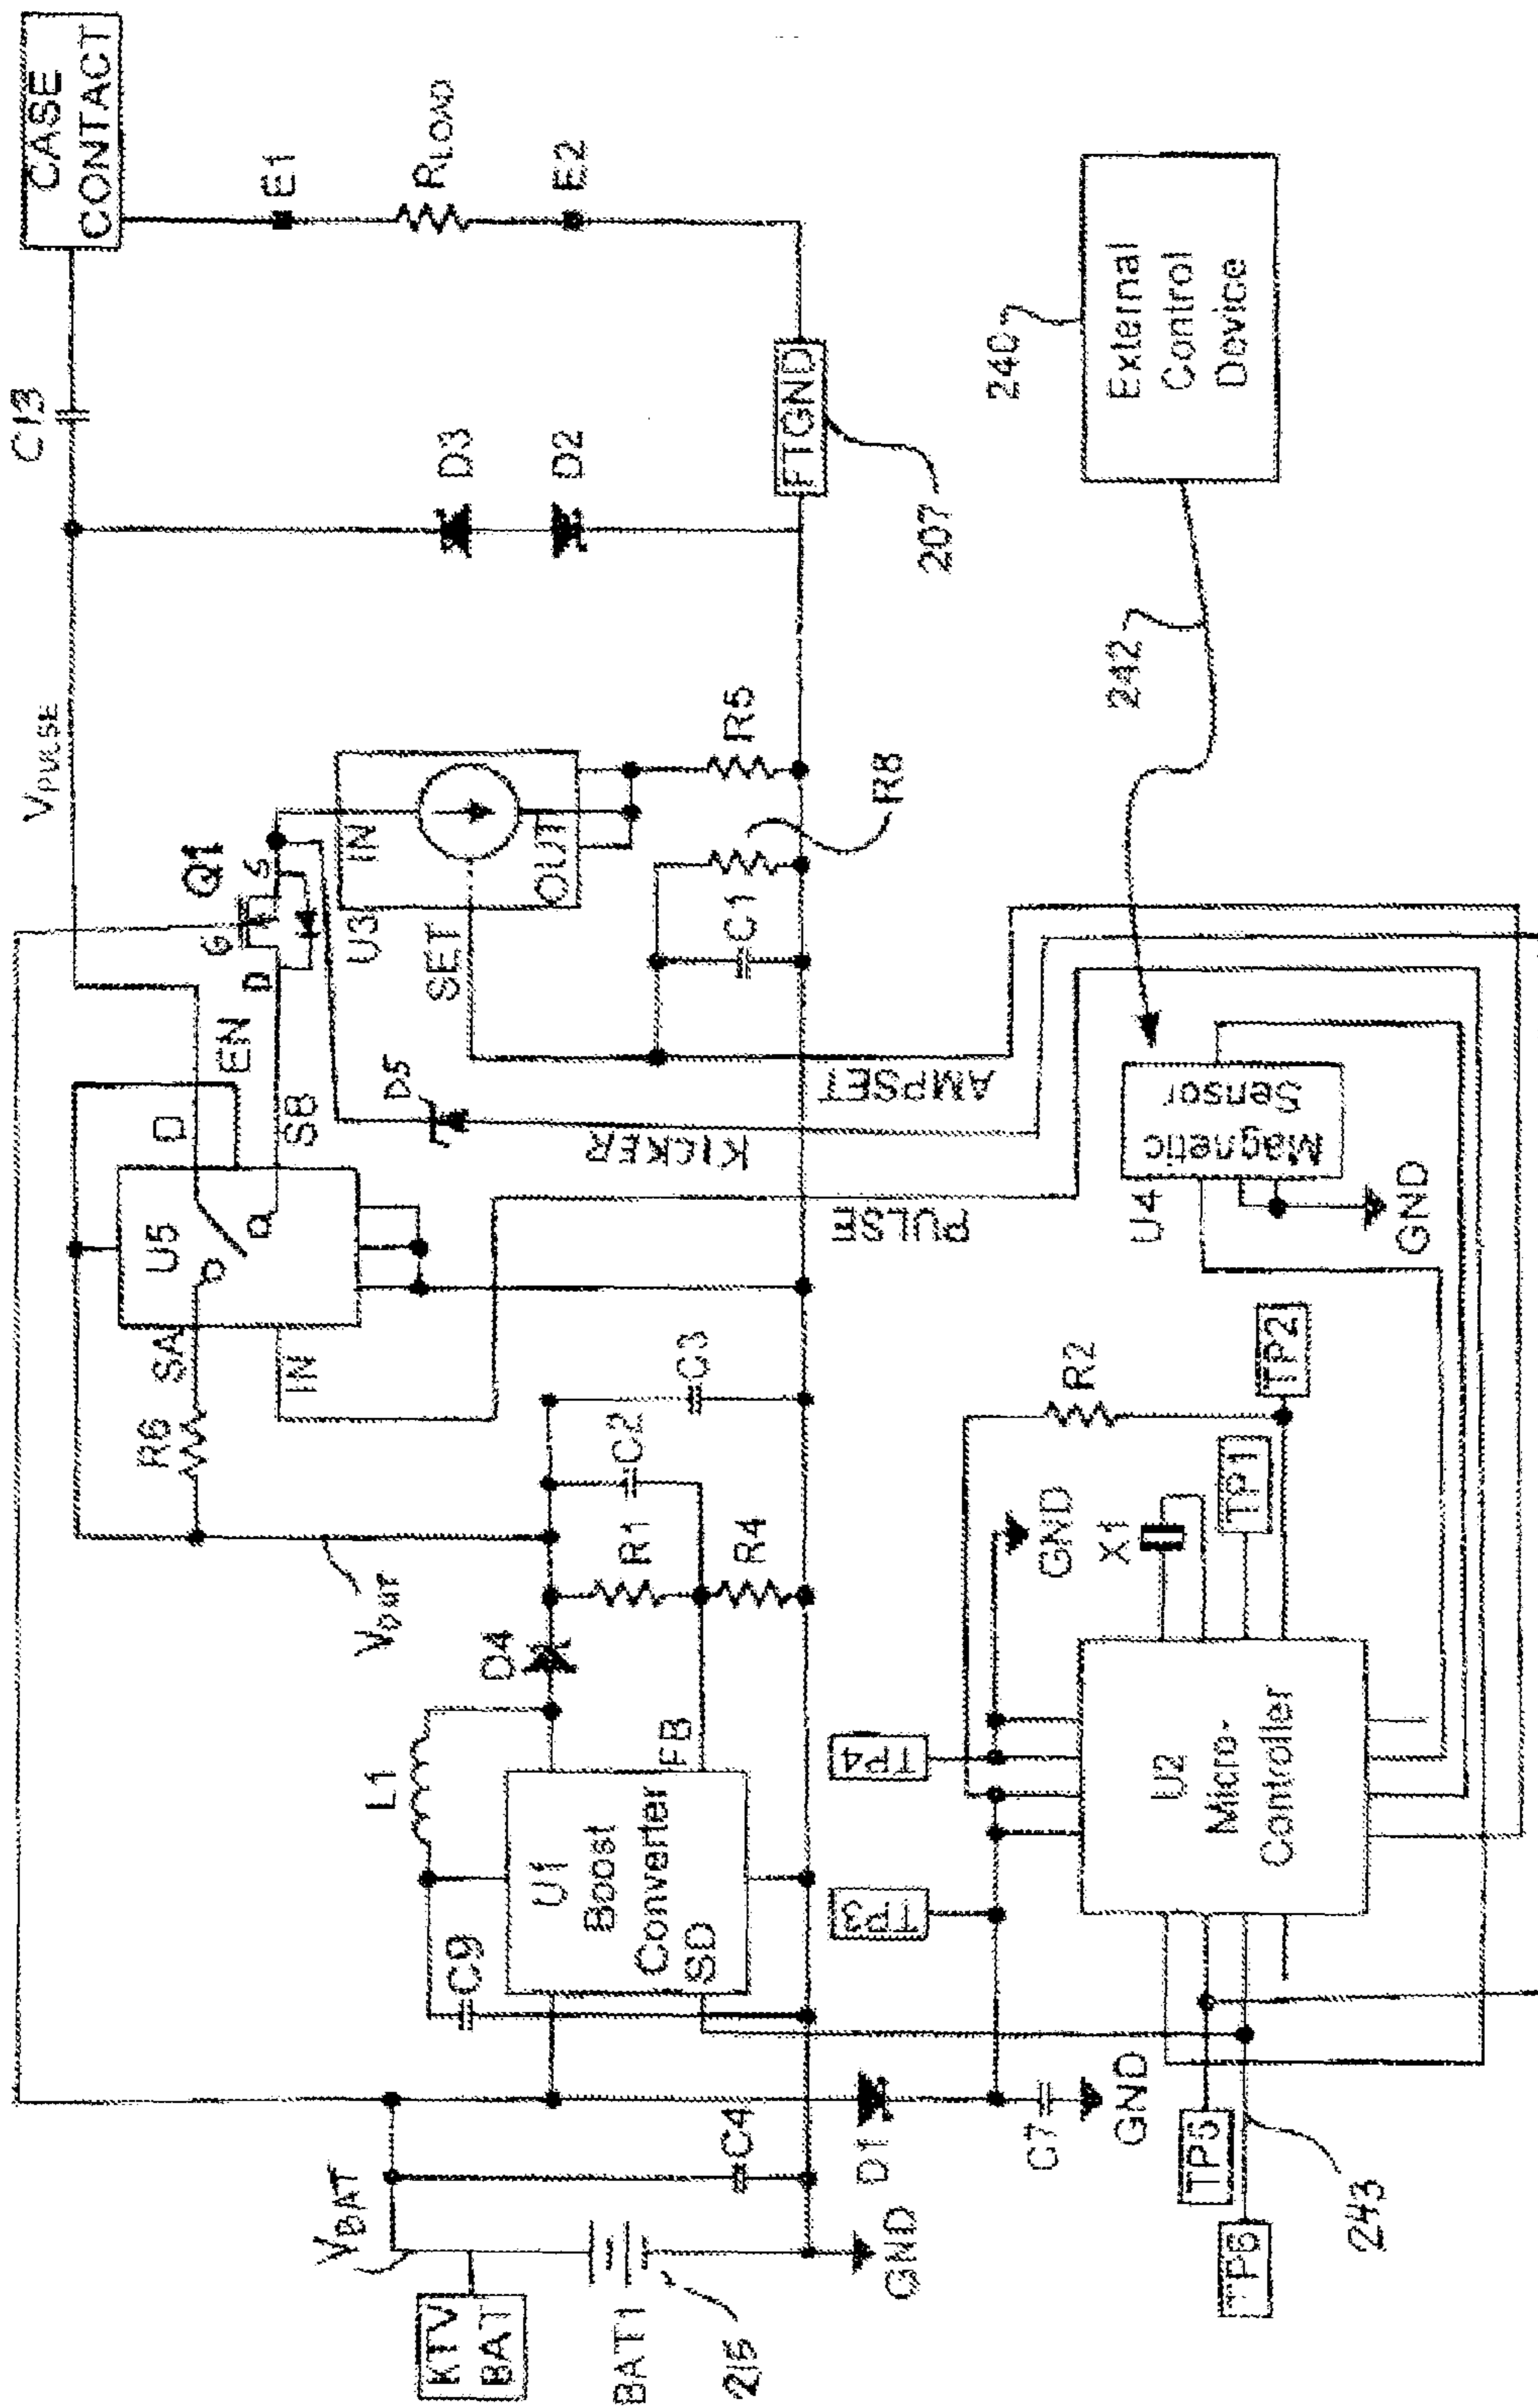 CASE
CONTACT
C13
E1
RLOAD
E2
VPULSE
D3
D2
FTGND
207
240
External
Control
Device
242
Q1
G
S
D
U3
IN
OUT
SET
R5
R8
C1
EN
D
S8
D5
KICKER
AMPSET
PULSE
U5
SA
IN
R6
VOUT
C3
C2
R1
R4
D4
L1
FB
U1
Boost
Converter
SD
C9
VBAT
KTV
BAT
BAT1
215
C4
GND
D1
C7
GND
TP3
TP4
GND
R2
TP2
TP1
X1
U2
Micro-
Controller
U4
Magnetic
Sensor
GND
TP5
TP6
243